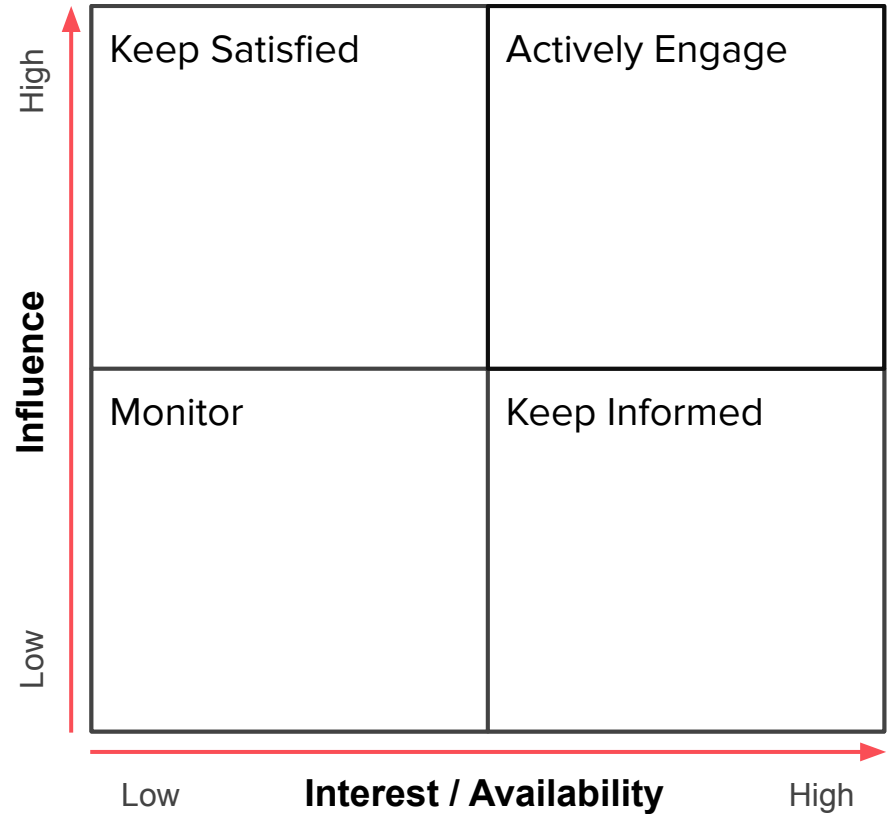 High
Keep Satisfied
Actively Engage
Influence
Monitor
Keep Informed
Low
Low
Interest / Availability
High